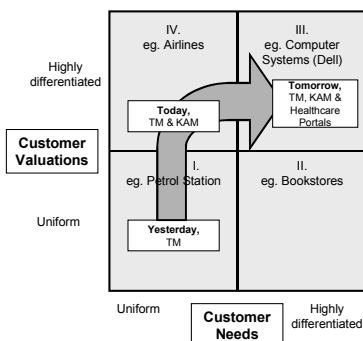 IV.
eg. Airlines
III.
eg. Computer
Systems (Dell)
Highly
differentiated
Today,
TM & KAM
Tomorrow,
TM, KAM &
Healthcare
Portals
Customer
Valuations
I.
eg. Petrol Station
II.
eg. Bookstores
Uniform
Yesterday,
TM
Uniform
Customer
Needs
Highly
differentiated